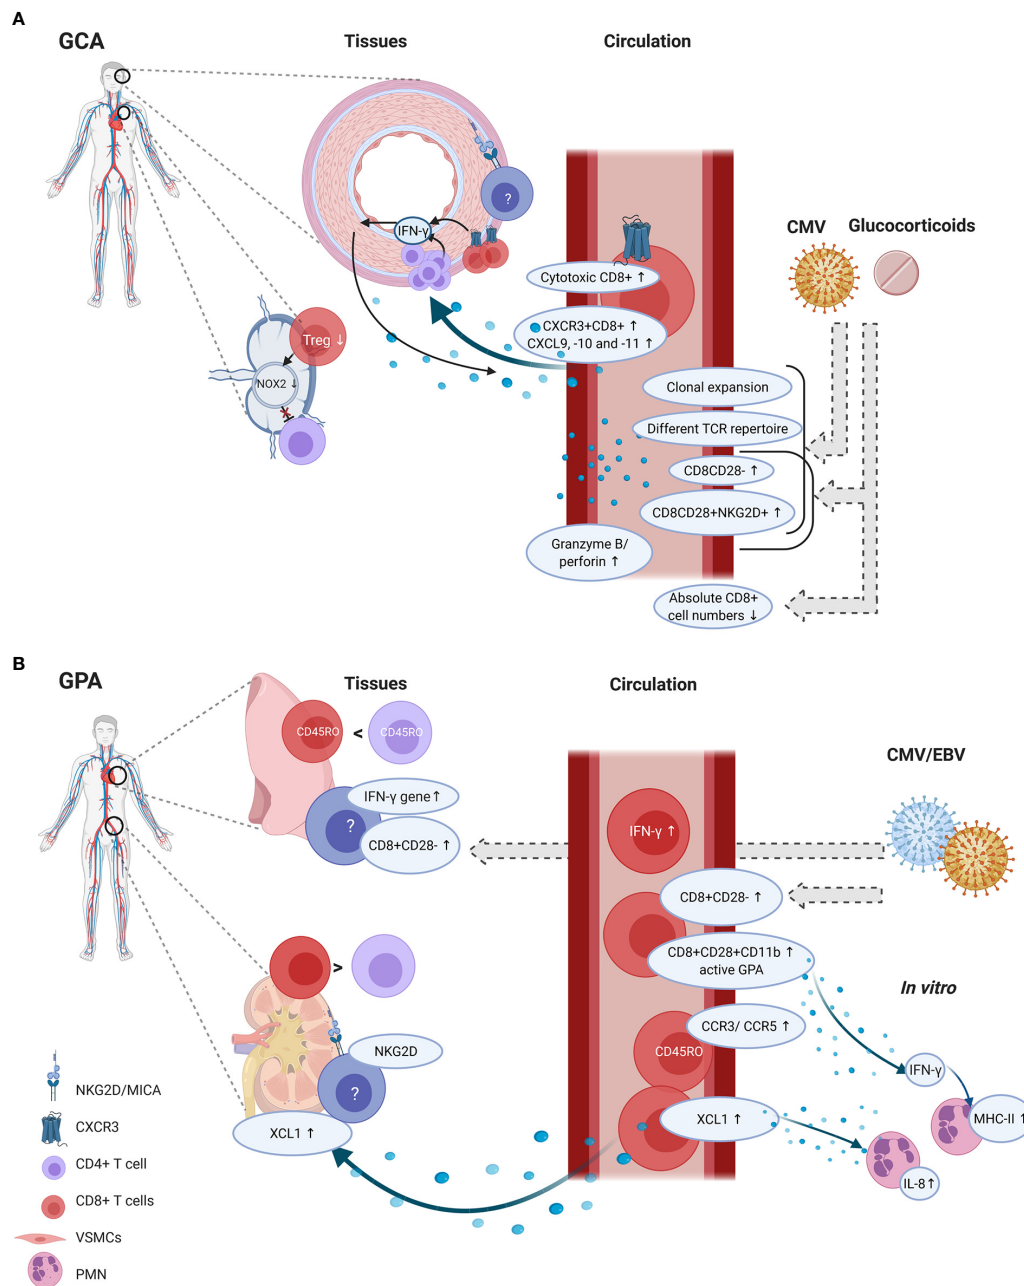 A
GCA
Tissues
Circulation
CMV
Glucocorticoids
?
IFN-γ
Cytotoxic CD8+ ↑
CXCR3+CD8+ ↑
CXCL9, -10 and -11 ↑
Treg ↓
NOX2 ↓
Clonal expansion
Different TCR repertoire
CD8CD28- ↑
CD8CD28+NKG2D+ ↑
Granzyme B/
perforin ↑
Absolute CD8+
cell numbers ↓
B
GPA
Tissues
Circulation
CD45RO
<
CD45RO
CMV/EBV
IFN-γ gene↑
?
CD8+CD28- ↑
IFN-γ ↑
CD8+CD28- ↑
CD8+CD28+CD11b ↑
active GPA
>
In vitro
CCR3/ CCR5 ↑
CD45RO
NKG2D
?
IFN-γ
XCL1 ↑
XCL1 ↑
MHC-II ↑
IL-8↑
NKG2D/MICA
CXCR3
CD4+ T cell
CD8+ T cells
VSMCs
PMN